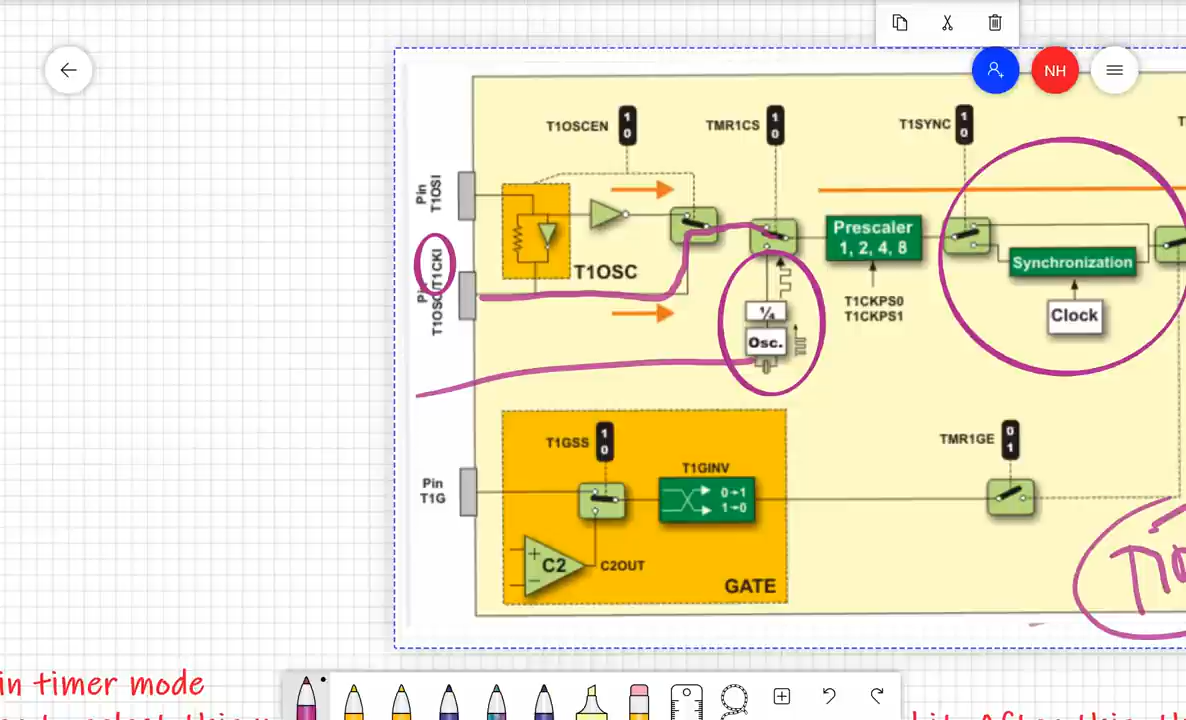 NH
T1OSCEN 1 0
TMR1CS 1 0
T1SYNC 1 0
Pin T1OSI
Pin T1OSO/T1CKI
T1OSC
Prescaler
1, 2, 4, 8
T1CKPS0
T1CKPS1
Synchronization
Clock
¼
Osc.
T1GSS 1 0
T1GINV
0→1
1→0
TMR1GE 0 1
Pin
T1G
C2
C2OUT
GATE
in timer mode